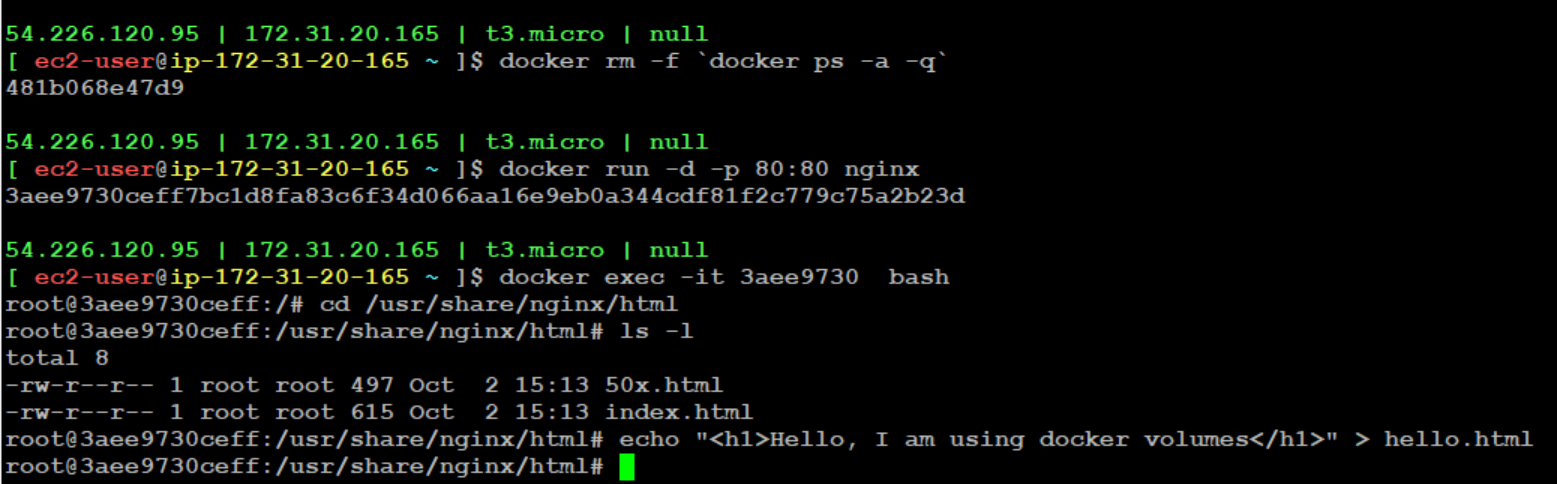 54.226.120.95 | 172.31.20.165 | t3.micro | null
[ ec2-user@ip-172-31-20-165 ~ ]$ docker rm -f `docker ps -a -q`
481b068e47d9
54.226.120.95 | 172.31.20.165 | t3.micro | null
[ ec2-user@ip-172-31-20-165 ~ ]$ docker run -d -p 80:80 nginx
3aee9730ceff7bc1d8fa83c6f34d066aa16e9eb0a344cdf81f2c779c75a2b23d
54.226.120.95 | 172.31.20.165 | t3.micro | null
[ ec2-user@ip-172-31-20-165 ~ ]$ docker exec -it 3aee9730  bash
root@3aee9730ceff:/# cd /usr/share/nginx/html
root@3aee9730ceff:/usr/share/nginx/html# ls -l
total 8
-rw-r--r-- 1 root root 497 Oct  2 15:13 50x.html
-rw-r--r-- 1 root root 615 Oct  2 15:13 index.html
root@3aee9730ceff:/usr/share/nginx/html# echo "<h1>Hello, I am using docker volumes</h1>" > hello.html
root@3aee9730ceff:/usr/share/nginx/html#